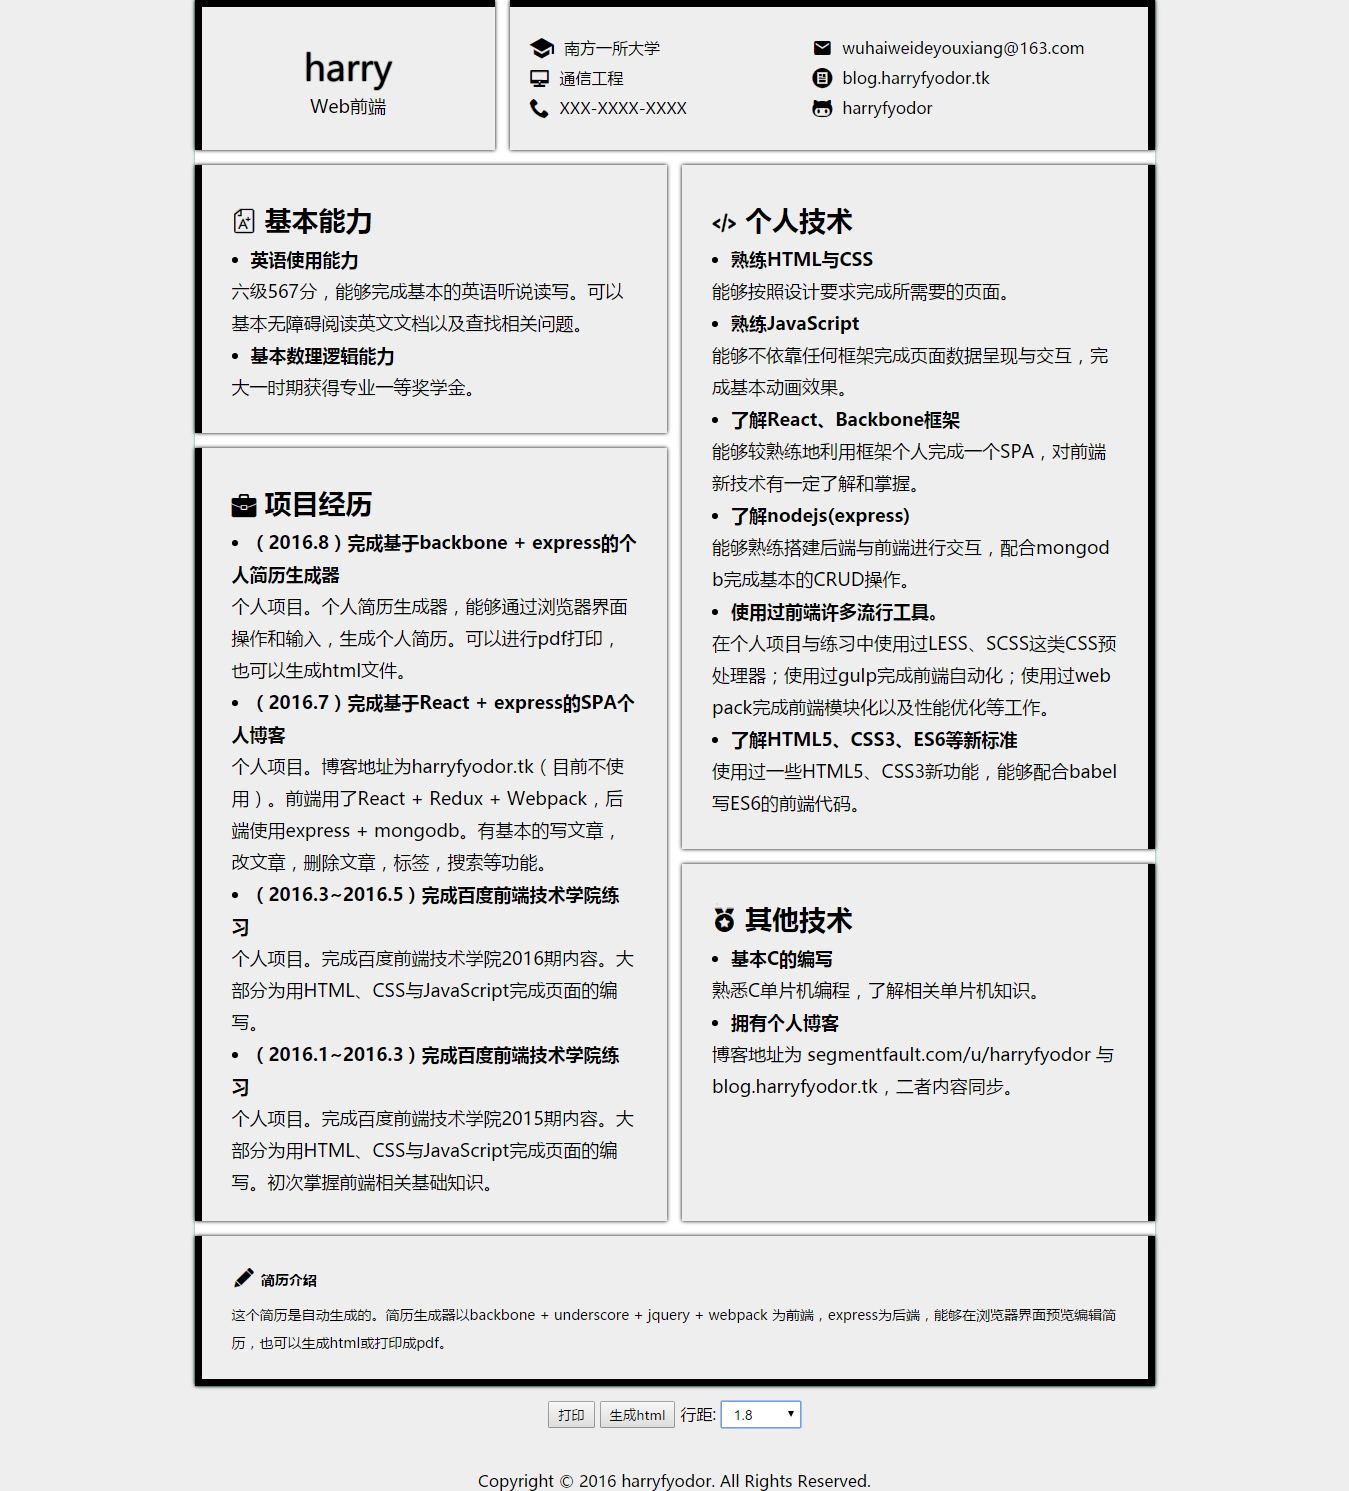 harry
Web前端
南方一所大学
通信工程
XXX-XXXX-XXXX
wuhaiweideyouxiang@163.com
blog.harryfyodor.tk
harryfyodor
基本能力
• 英语使用能力
六级567分，能够完成基本的英语听说读写。可以
基本无障碍阅读英文文档以及查找相关问题。
• 基本数理逻辑能力
大一时期获得专业一等奖学金。
项目经历
• （2016.8）完成基于backbone + express的个
人简历生成器
个人项目。个人简历生成器，能够通过浏览器界面
操作和输入，生成个人简历。可以进行pdf打印，
也可以生成html文件。
• （2016.7）完成基于React + express的SPA个
人博客
个人项目。博客地址为harryfyodor.tk（目前不使
用）。前端用了React + Redux + Webpack，后
端使用express + mongodb。有基本的写文章，
改文章，删除文章，标签，搜索等功能。
• （2016.3~2016.5）完成百度前端技术学院练
习
个人项目。完成百度前端技术学院2016期内容。大
部分为用HTML、CSS与JavaScript完成页面的编
写。
• （2016.1~2016.3）完成百度前端技术学院练
习
个人项目。完成百度前端技术学院2015期内容。大
部分为用HTML、CSS与JavaScript完成页面的编
写。初次掌握前端相关基础知识。
</> 个人技术
• 熟练HTML与CSS
能够按照设计要求完成所需要的页面。
• 熟练JavaScript
能够不依靠任何框架完成页面数据呈现与交互，完
成基本动画效果。
• 了解React、Backbone框架
能够较熟练地利用框架个人完成一个SPA，对前端
新技术有一定了解和掌握。
• 了解nodejs(express)
能够熟练搭建后端与前端进行交互，配合mongod
b完成基本的CRUD操作。
• 使用过前端许多流行工具。
在个人项目与练习中使用过LESS、SCSS这类CSS预
处理器；使用过gulp完成前端自动化；使用过web
pack完成前端模块化以及性能优化等工作。
• 了解HTML5、CSS3、ES6等新标准
使用过一些HTML5、CSS3新功能，能够配合babel
写ES6的前端代码。
其他技术
• 基本C的编写
熟悉C单片机编程，了解相关单片机知识。
• 拥有个人博客
博客地址为 segmentfault.com/u/harryfyodor 与
blog.harryfyodor.tk，二者内容同步。
简历介绍
这个简历是自动生成的。简历生成器以backbone + underscore + jquery + webpack 为前端，express为后端，能够在浏览器界面预览编辑简
历，也可以生成html或打印成pdf。
打印 生成html 行距: 1.8
Copyright © 2016 harryfyodor. All Rights Reserved.